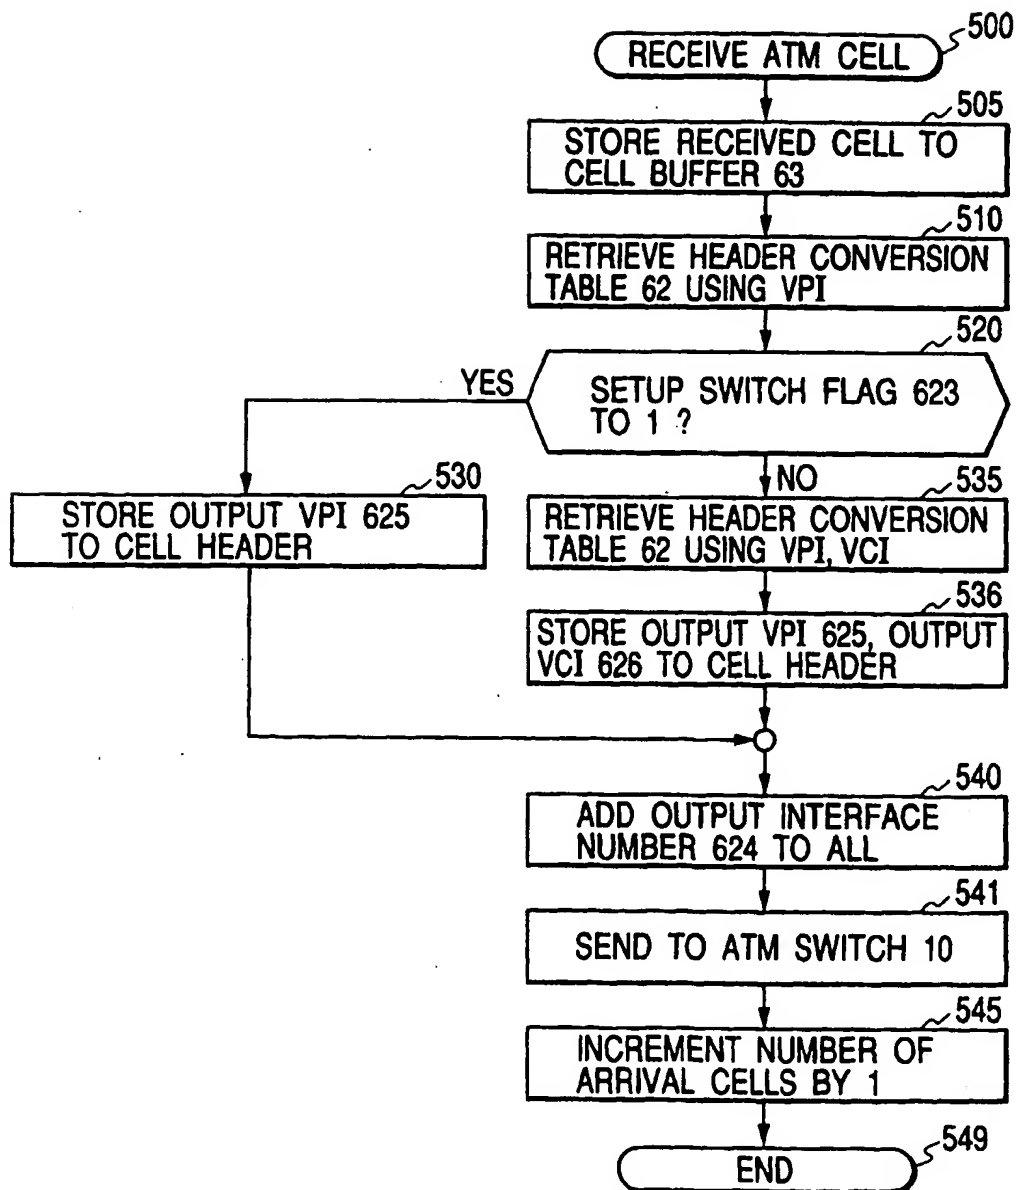 500
RECEIVE ATM CELL
505
STORE RECEIVED CELL TO
CELL BUFFER 63
510
RETRIEVE HEADER CONVERSION
TABLE 62 USING VPI
520
SETUP SWITCH FLAG 623
TO 1 ?
YES
NO
530
STORE OUTPUT VPI 625
TO CELL HEADER
535
RETRIEVE HEADER CONVERSION
TABLE 62 USING VPI, VCI
536
STORE OUTPUT VPI 625, OUTPUT
VCI 626 TO CELL HEADER
540
ADD OUTPUT INTERFACE
NUMBER 624 TO ALL
541
SEND TO ATM SWITCH 10
545
INCREMENT NUMBER OF
ARRIVAL CELLS BY 1
549
END